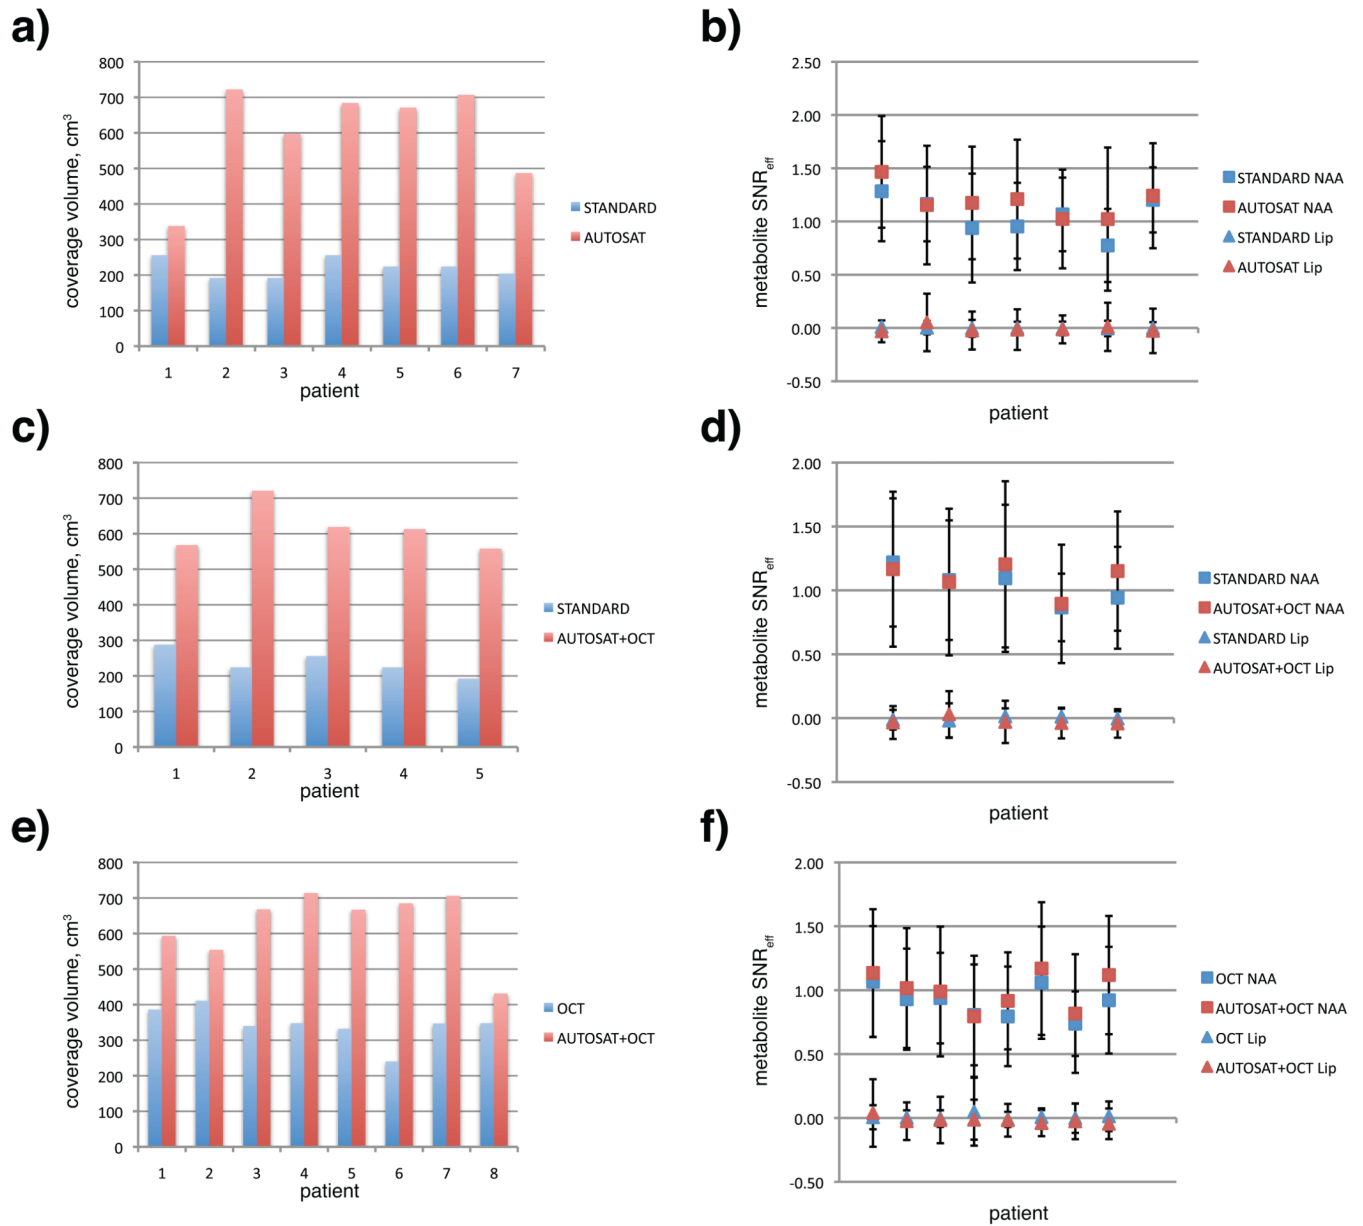 a)
coverage volume, cm³
800
700
600
500
400
300
200
100
0
1 2 3 4 5 6 7
patient
STANDARD
AUTOSAT
b)
metabolite SNReff
2.50
2.00
1.50
1.00
0.50
0.00
-0.50
patient
STANDARD NAA
AUTOSAT NAA
STANDARD Lip
AUTOSAT Lip
c)
coverage volume, cm³
800
700
600
500
400
300
200
100
0
1 2 3 4 5
patient
STANDARD
AUTOSAT+OCT
d)
metabolite SNReff
2.00
1.50
1.00
0.50
0.00
-0.50
patient
STANDARD NAA
AUTOSAT+OCT NAA
STANDARD Lip
AUTOSAT+OCT Lip
e)
coverage volume, cm³
800
700
600
500
400
300
200
100
0
1 2 3 4 5 6 7 8
patient
OCT
AUTOSAT+OCT
f)
metabolite SNReff
2.00
1.50
1.00
0.50
0.00
-0.50
patient
OCT NAA
AUTOSAT+OCT NAA
OCT Lip
AUTOSAT+OCT Lip